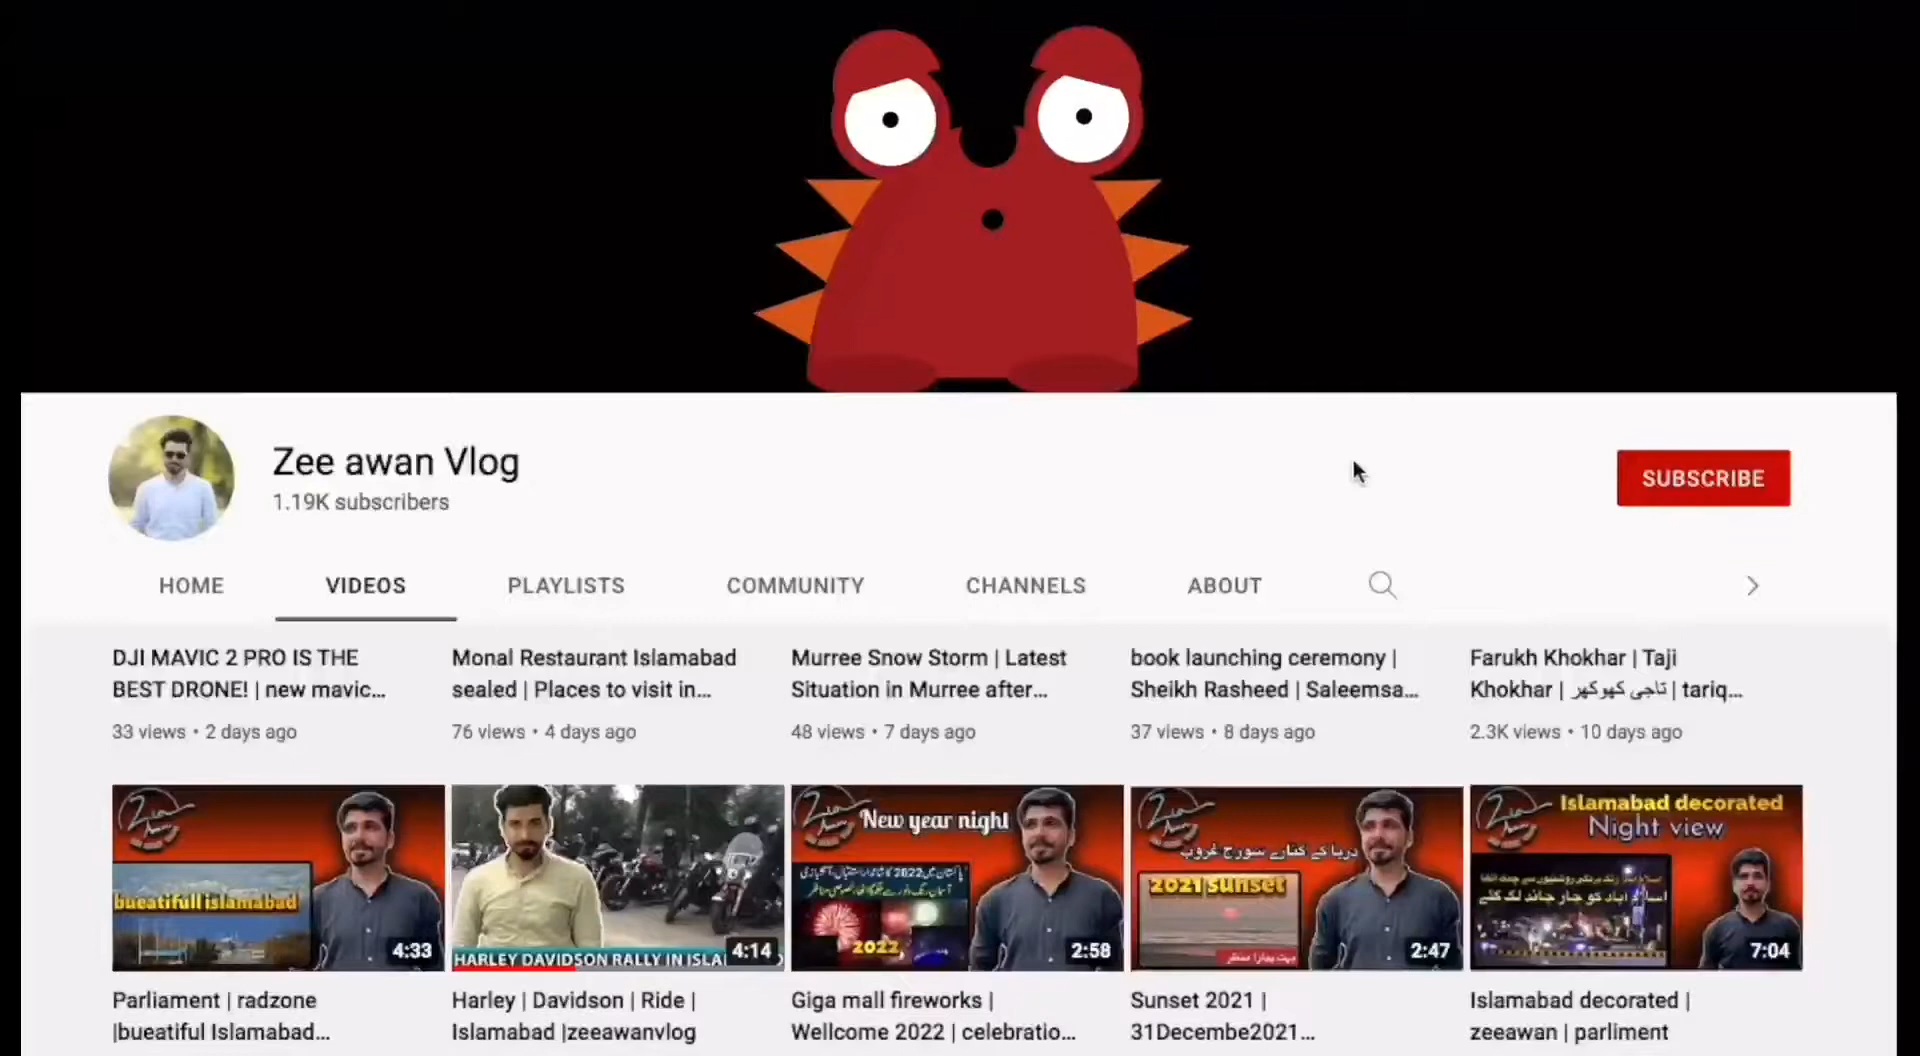 Zee awan Vlog
1.19K subscribers
SUBSCRIBE
HOME VIDEOS PLAYLISTS COMMUNITY CHANNELS ABOUT
DJI MAVIC 2 PRO IS THE
BEST DRONE! | new mavic...
33 views • 2 days ago
Monal Restaurant Islamabad
sealed | Places to visit in...
76 views • 4 days ago
Murree Snow Storm | Latest
Situation in Murree after...
48 views • 7 days ago
book launching ceremony |
Sheikh Rasheed | Saleemsa...
37 views • 8 days ago
Farukh Khokhar | Taji
Khokhar | تاجی کھوکھر | tariq...
2.3K views • 10 days ago
bueatifull islamabad
4:33
Parliament | radzone
|bueatiful Islamabad...
HARLEY DAVIDSON RALLY IN ISLA
4:14
Harley | Davidson | Ride |
Islamabad |zeeawanvlog
New year night
2022
2:58
Giga mall fireworks |
Wellcome 2022 | celebratio...
دریا کے کنارے سورج غروب
2021 sunset
بہت پیارا منظر
2:47
Sunset 2021 |
31Decembe2021...
Islamabad decorated
Night view
7:04
Islamabad decorated |
zeeawan | parliment